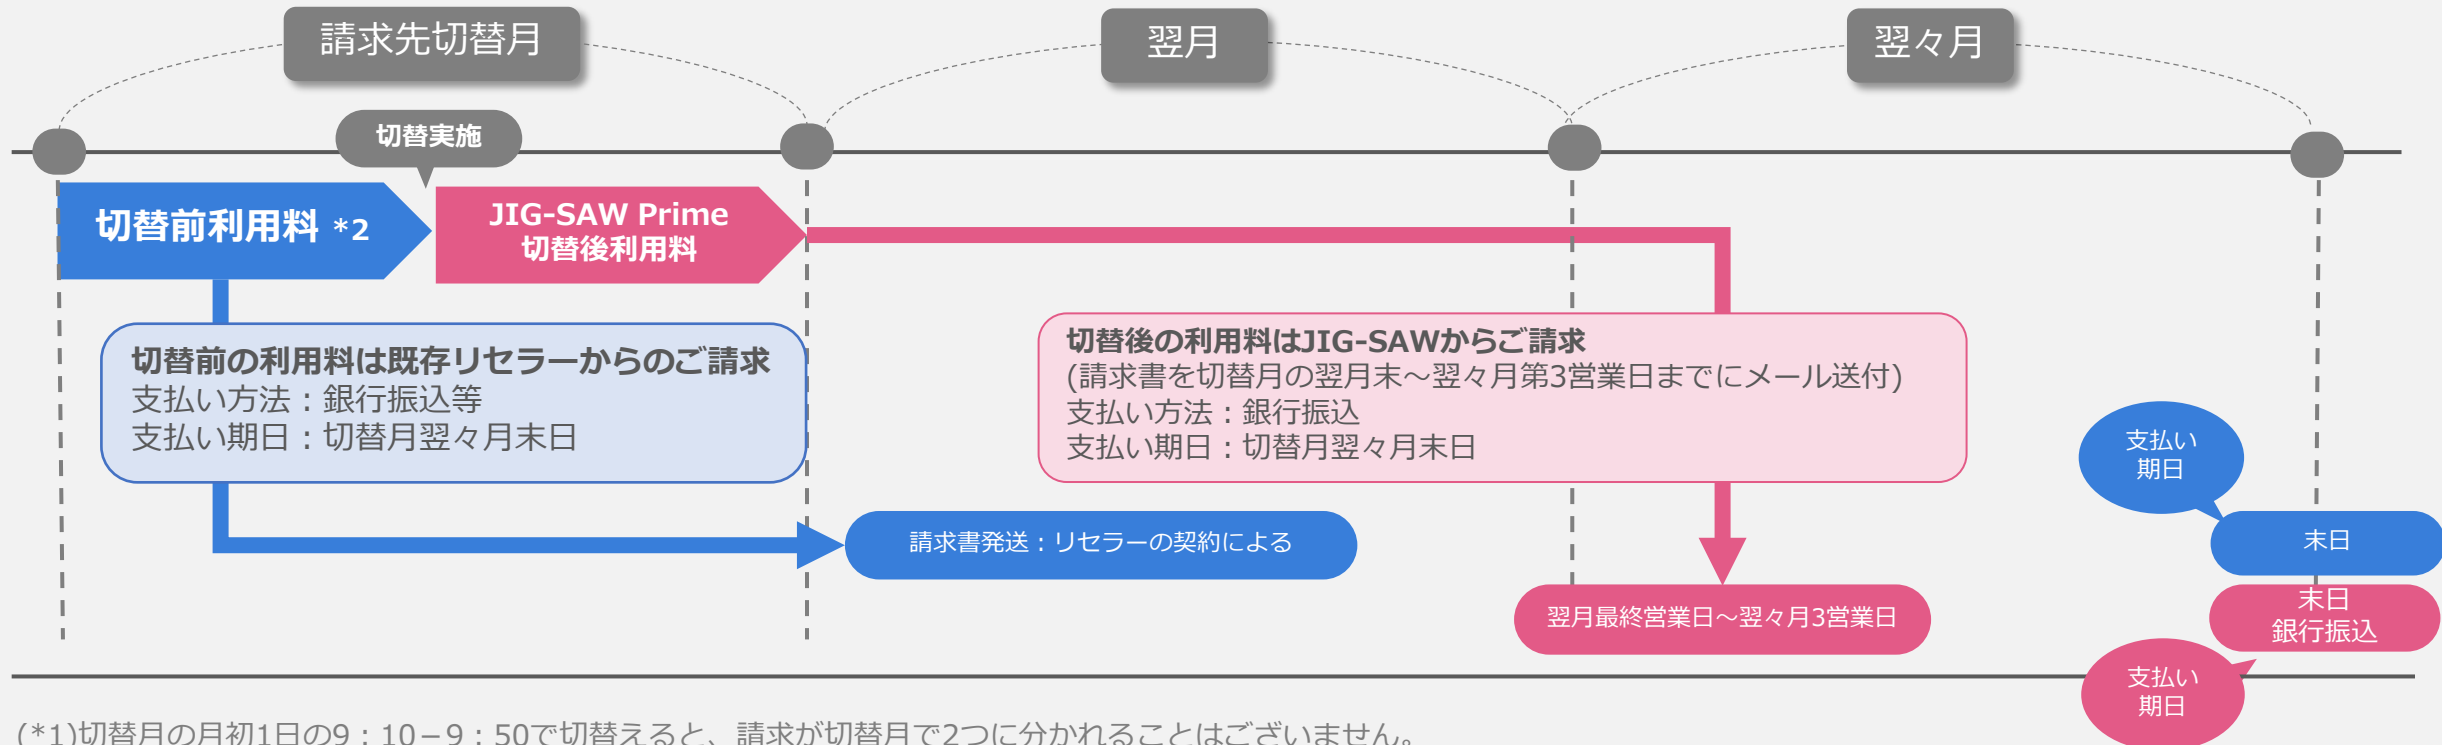 請求先切替月
翌月
翌々月
切替実施
切替前利用料 *2
JIG-SAW Prime
切替後利用料
切替前の利用料は既存リセラーからのご請求
支払い方法：銀行振込等
支払い期日：切替月翌々月末日
切替後の利用料はJIG-SAWからご請求
(請求書を切替月の翌月末～翌々月第3営業日までにメール送付)
支払い方法：銀行振込
支払い期日：切替月翌々月末日
支払い
期日
請求書発送：リセラーの契約による
末日
翌月最終営業日～翌々月3営業日
末日
銀行振込
支払い
期日
(*1)切替月の月初1日の9：10－9：50で切替えると、請求が切替月で2つに分かれることはございません。